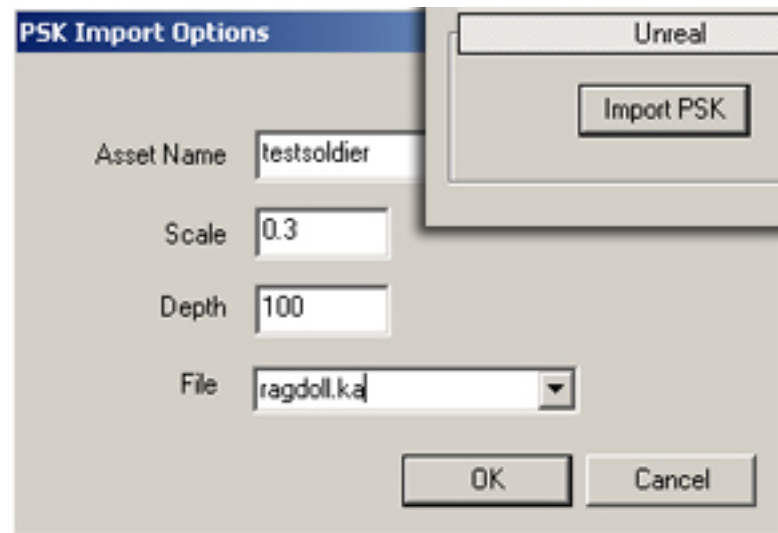 PSK Import Options
Unreal
Import PSK
Asset Name testsoldier
Scale 0.3
Depth 100
File ragdoll.ka
OK Cancel